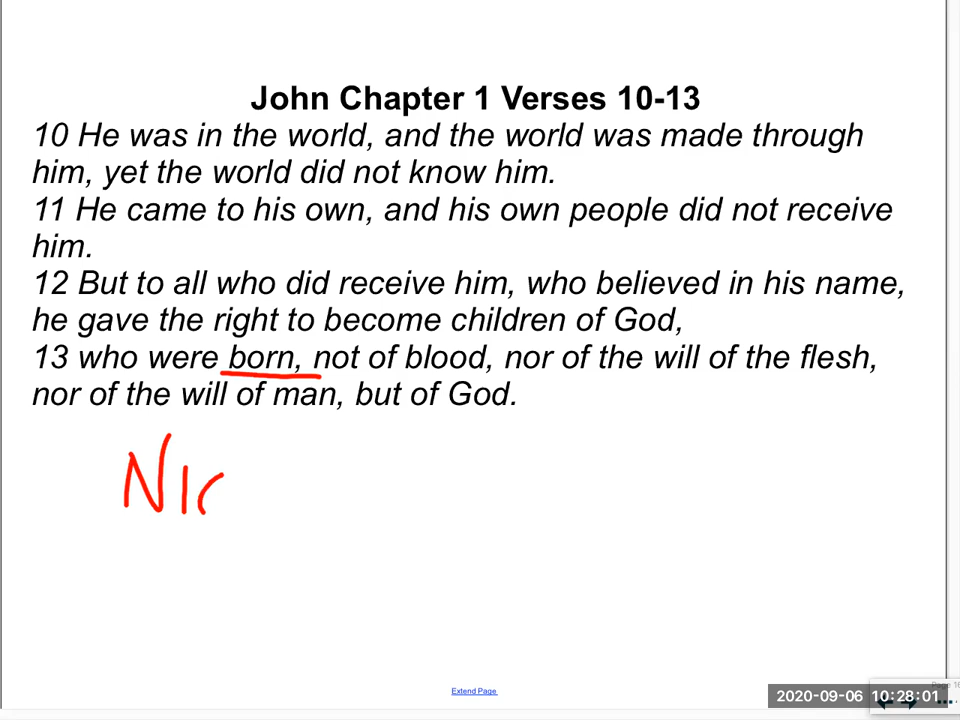 John Chapter 1 Verses 10-13
10 He was in the world, and the world was made through
him, yet the world did not know him.
11 He came to his own, and his own people did not receive
him.
12 But to all who did receive him, who believed in his name,
he gave the right to become children of God,
13 who were born, not of blood, nor of the will of the flesh,
nor of the will of man, but of God.
NIC
Extend Page
Page 16
2020-09-06 10:28:01